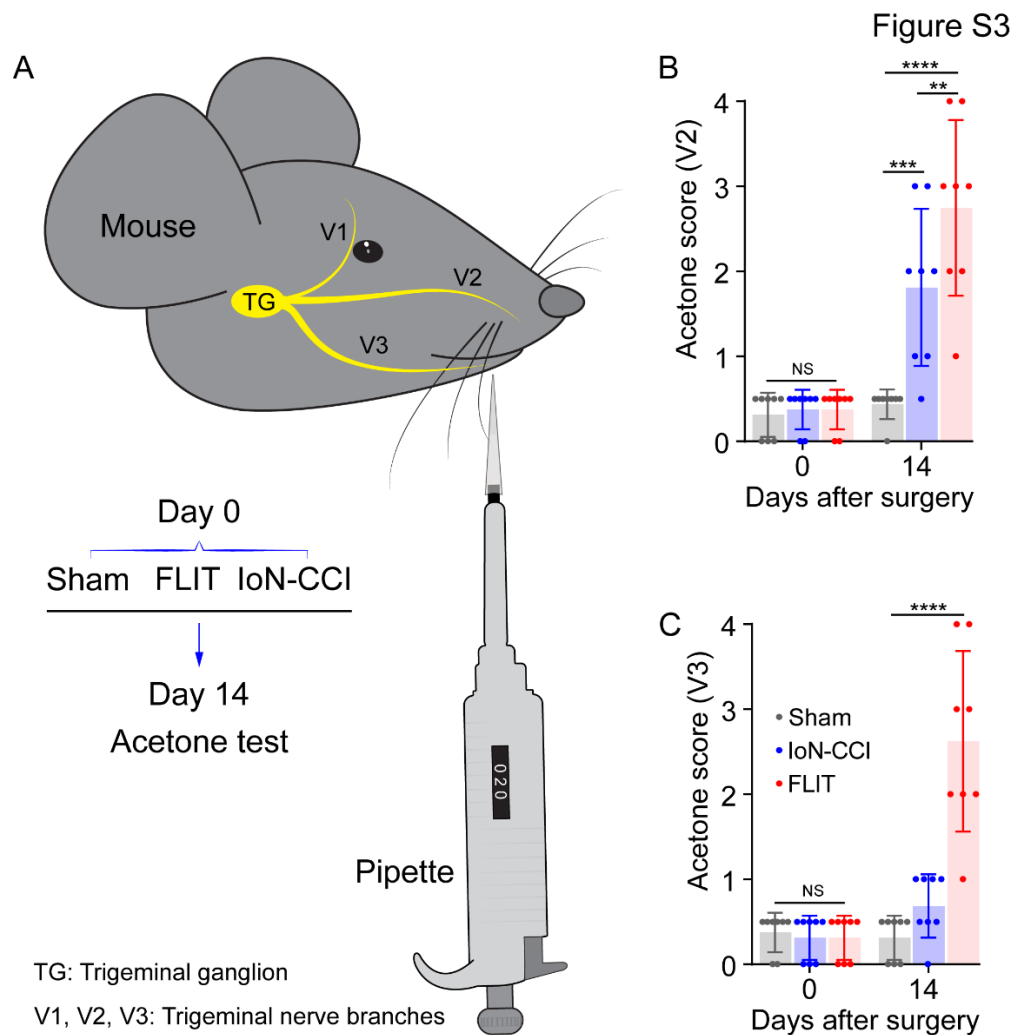 Figure S3
A
Mouse
V1
V2
TG
V3
Day 0
Sham FLIT IoN-CCI
Day 14
Acetone test
020
Pipette
TG: Trigeminal ganglion
V1, V2, V3: Trigeminal nerve branches
B
****
**
***
NS
Acetone score (V2)
4
3
2
1
0
0 14
Days after surgery
C
****
Sham
IoN-CCI
FLIT
NS
Acetone score (V3)
4
3
2
1
0
0 14
Days after surgery